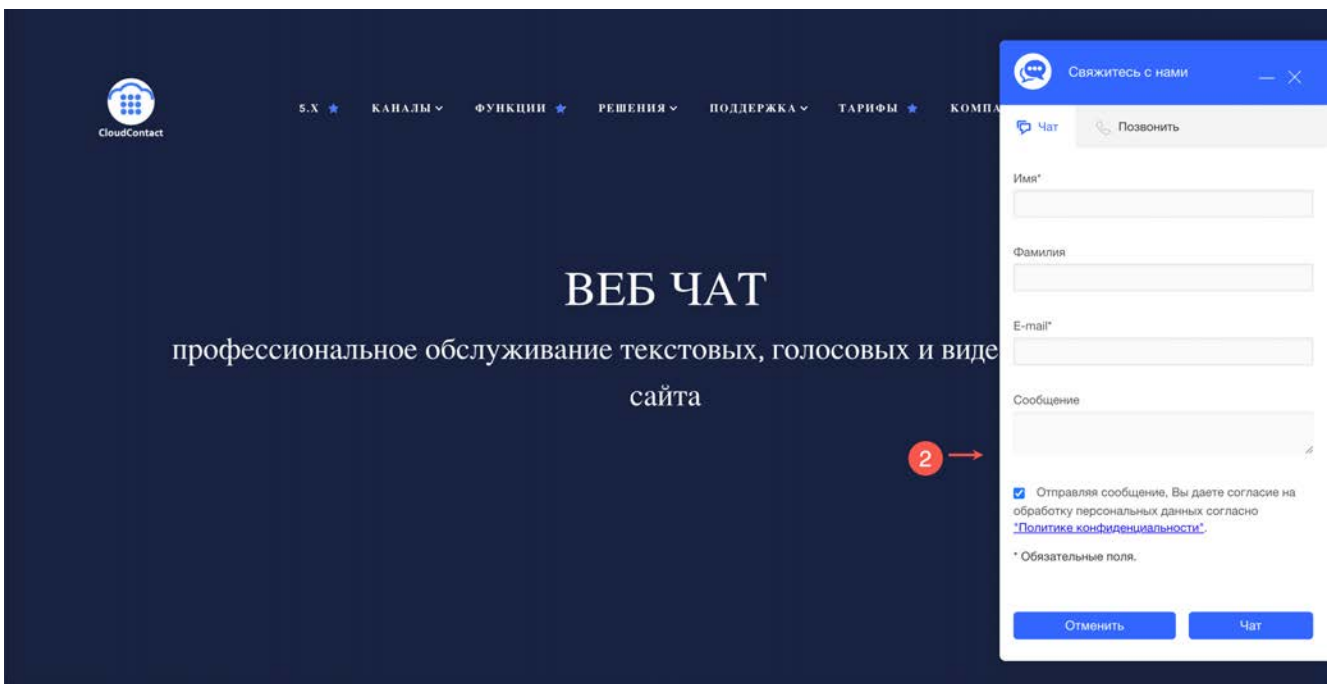 CloudContact
5.X
КАНАЛЫ
ФУНКЦИИ
РЕШЕНИЯ
ПОДДЕРЖКА
ТАРИФЫ
ВЕБ ЧАТ
профессиональное обслуживание текстовых, голосовых и
сайта
2
Свяжитесь с нами
Чат
Позвонить
Имя*
Фамилия
E-mail*
Сообщение
Отправляя сообщение, Вы даете согласие на
обработку персональных данных согласно
"Политике конфиденциальности".
* Обязательные поля.
Отменить
Чат